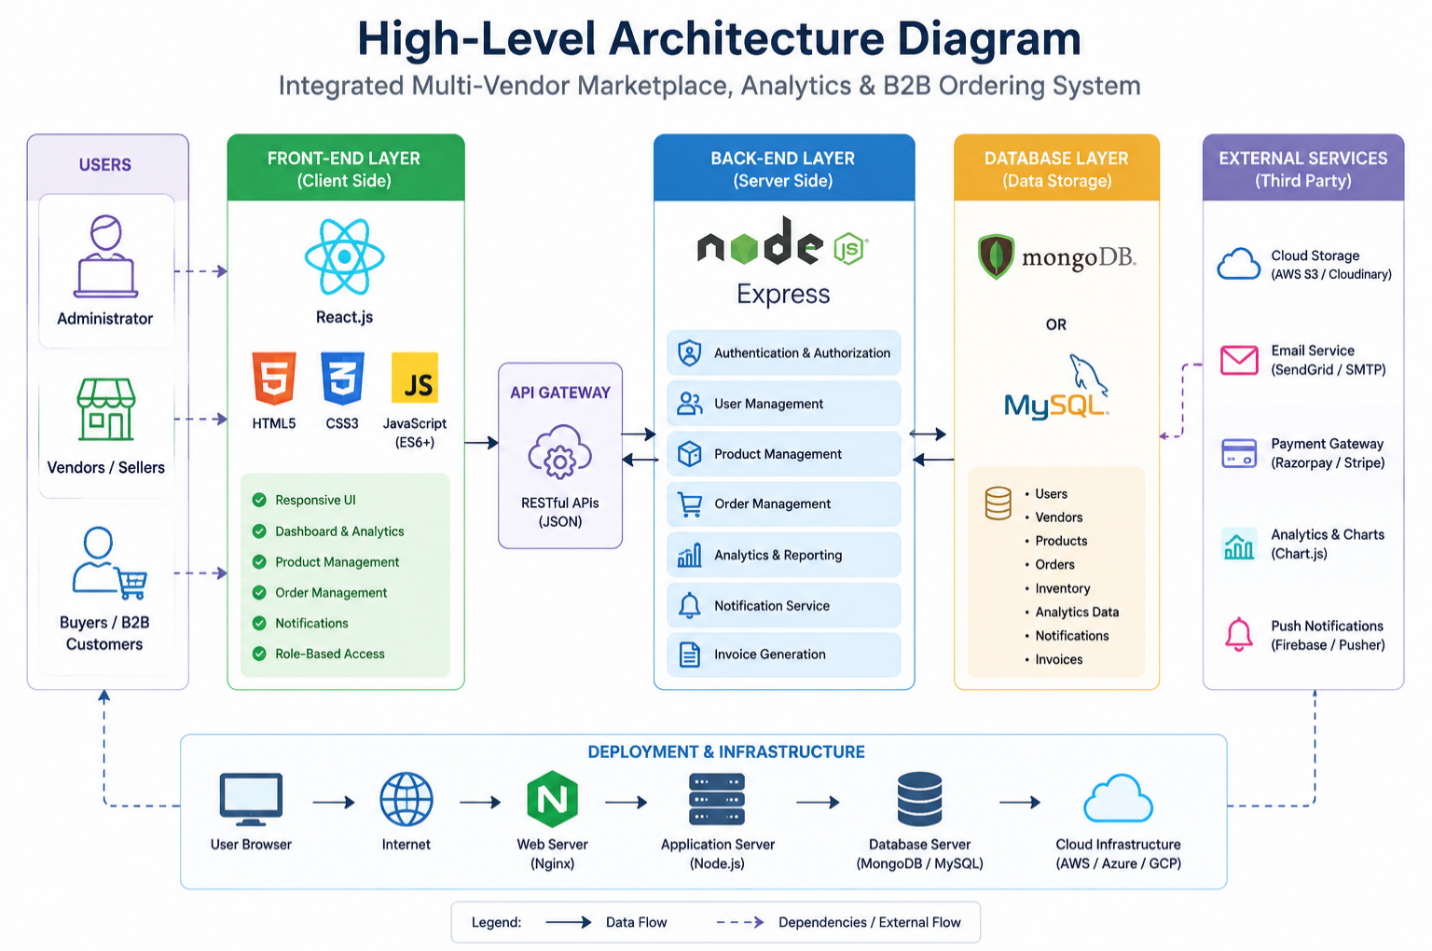 High-Level Architecture Diagram
Integrated Multi-Vendor Marketplace, Analytics & B2B Ordering System
USERS
Administrator
Vendors / Sellers
Buyers / B2B
Customers
FRONT-END LAYER
(Client Side)
React.js
HTML5
CSS3
JS
JavaScript
(ES6+)
Responsive UI
Dashboard & Analytics
Product Management
Order Management
Notifications
Role-Based Access
API GATEWAY
RESTful APIs
(JSON)
BACK-END LAYER
(Server Side)
node
JS
Express
Authentication & Authorization
User Management
Product Management
Order Management
Analytics & Reporting
Notification Service
Invoice Generation
DATABASE LAYER
(Data Storage)
mongoDB.
OR
MySQL.
• Users
• Vendors
• Products
• Orders
• Inventory
• Analytics Data
• Notifications
• Invoices
EXTERNAL SERVICES
(Third Party)
Cloud Storage
(AWS S3 / Cloudinary)
Email Service
(SendGrid / SMTP)
Payment Gateway
(Razorpay / Stripe)
Analytics & Charts
(Chart.js)
Push Notifications
(Firebase / Pusher)
DEPLOYMENT & INFRASTRUCTURE
User Browser
Internet
N
Web Server
(Nginx)
Application Server
(Node.js)
Database Server
(MongoDB / MySQL)
Cloud Infrastructure
(AWS / Azure / GCP)
Legend:
Data Flow
Dependencies / External Flow